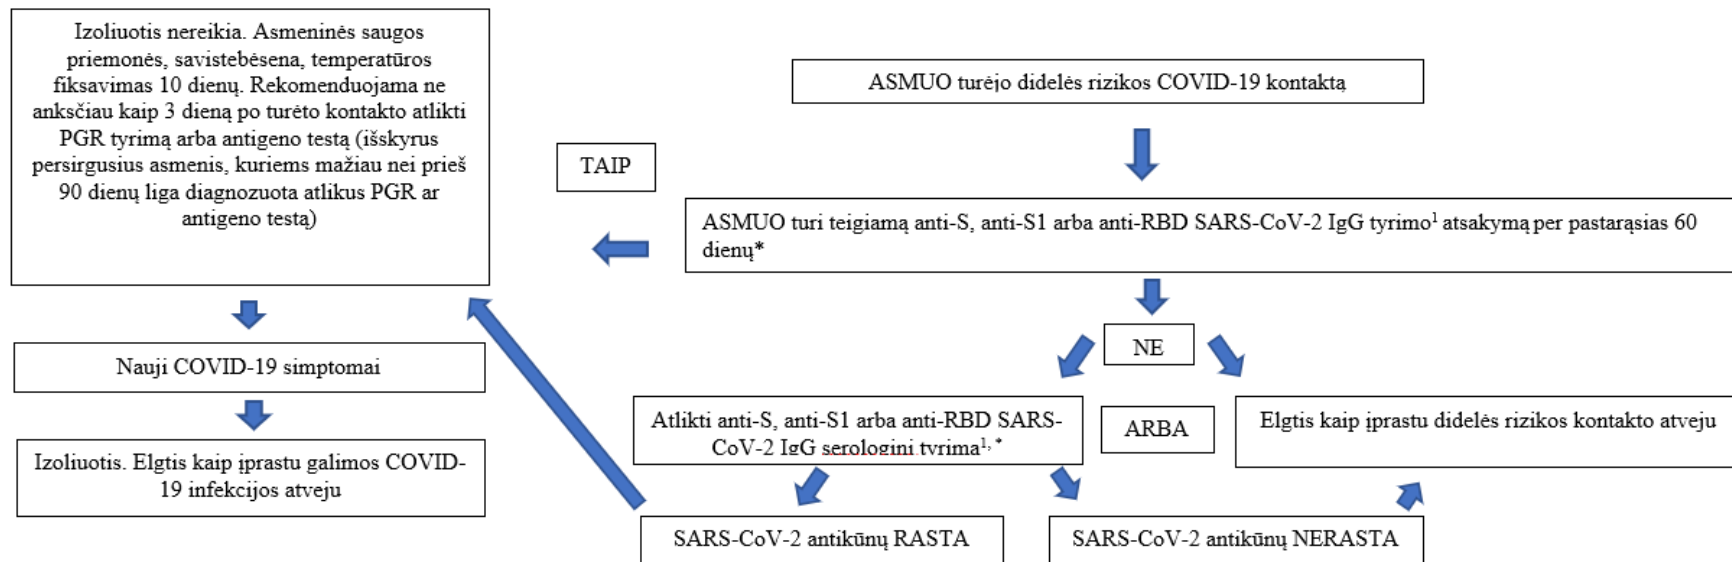 Izoliuotis nereikia. Asmeninės saugos
priemonės, savistebėsena, temperatūros
fiksavimas 10 dienų. Rekomenduojama ne
anksčiau kaip 3 dieną po turėto kontakto atlikti
PGR tyrimą arba antigeno testą (išskyrus
persirgusius asmenis, kuriems mažiau nei prieš
90 dienų liga diagnozuota atlikus PGR ar
antigeno testą)
ASMUO turėjo didelės rizikos COVID-19 kontaktą
TAIP
ASMUO turi teigiamą anti-S, anti-S1 arba anti-RBD SARS-CoV-2 IgG tyrimo¹ atsakymą per pastarąsias 60
dienų*
NE
Nauji COVID-19 simptomai
Atlikti anti-S, anti-S1 arba anti-RBD SARS-
CoV-2 IgG serologinį tyrimą¹, *
ARBA
Elgtis kaip įprastu didelės rizikos kontakto atveju
Izoliuotis. Elgtis kaip įprastu galimos COVID-
19 infekcijos atveju
SARS-CoV-2 antikūnų RASTA
SARS-CoV-2 antikūnų NERASTA